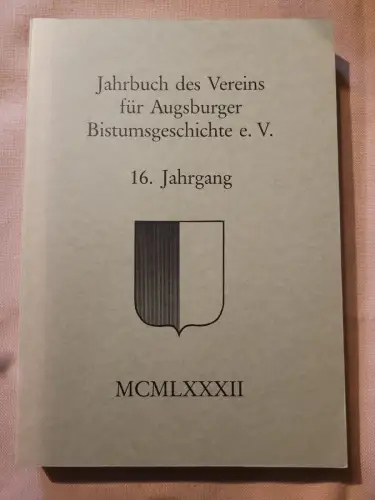 Jahrbuch des Vereins
für Augsburger
Bistumsgeschichte e. V.
16. Jahrgang
MCMLXXXII